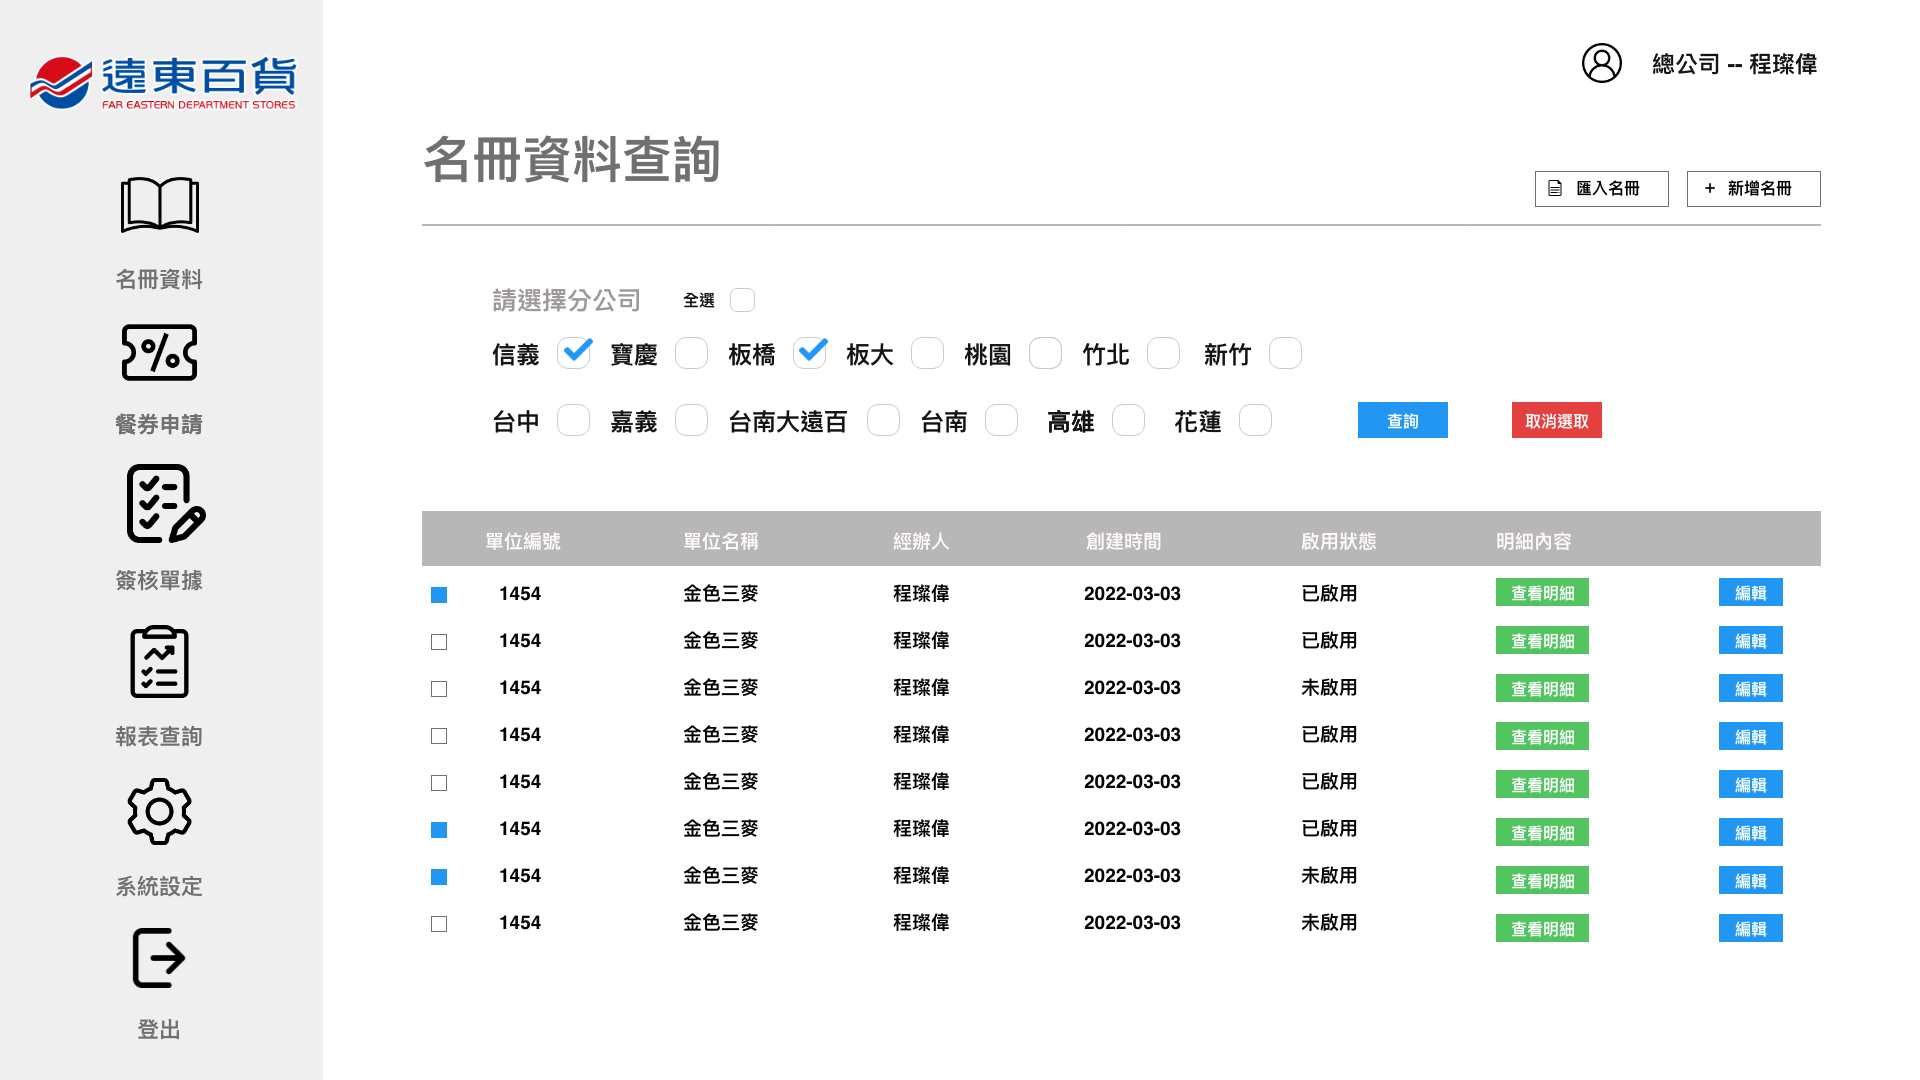 遠東百貨
FAR EASTERN DEPARTMENT STORES
名冊資料
餐券申請
簽核單據
報表查詢
系統設定
登出
總公司 -- 程璨偉
名冊資料查詢
匯入名冊
+ 新增名冊
請選擇分公司 全選
信義 寶慶 板橋 板大 桃園 竹北 新竹
台中 嘉義 台南大遠百 台南 高雄 花蓮 查詢 取消選取
單位編號 單位名稱 經辦人 創建時間 啟用狀態 明細內容
1454 金色三麥 程璨偉 2022-03-03 已啟用 查看明細 編輯
1454 金色三麥 程璨偉 2022-03-03 已啟用 查看明細 編輯
1454 金色三麥 程璨偉 2022-03-03 未啟用 查看明細 編輯
1454 金色三麥 程璨偉 2022-03-03 已啟用 查看明細 編輯
1454 金色三麥 程璨偉 2022-03-03 已啟用 查看明細 編輯
1454 金色三麥 程璨偉 2022-03-03 已啟用 查看明細 編輯
1454 金色三麥 程璨偉 2022-03-03 未啟用 查看明細 編輯
1454 金色三麥 程璨偉 2022-03-03 未啟用 查看明細 編輯